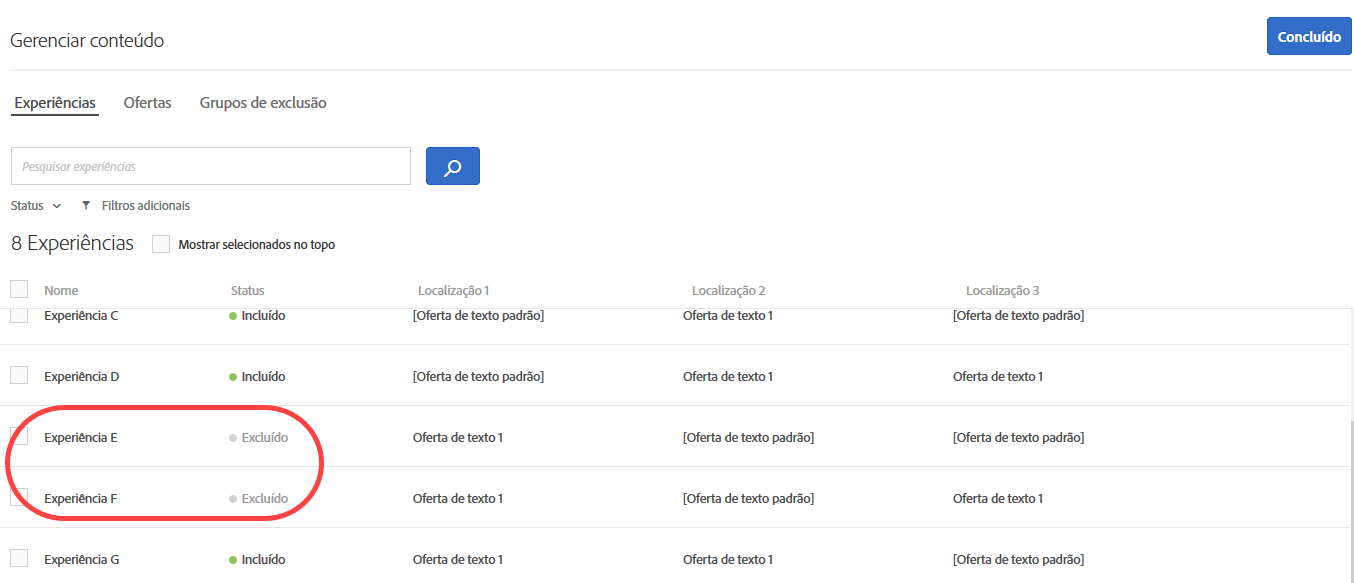 Gerenciar conteúdo
Concluído
Experiências Ofertas Grupos de exclusão
Pesquisar experiências
Status Filtros adicionais
8 Experiências Mostrar selecionados no topo
Nome Status Localização 1 Localização 2 Localização 3
Experiência C Incluído [Oferta de texto padrão] Oferta de texto 1 [Oferta de texto padrão]
Experiência D Incluído [Oferta de texto padrão] Oferta de texto 1 Oferta de texto 1
Experiência E Excluído Oferta de texto 1 [Oferta de texto padrão] [Oferta de texto padrão]
Experiência F Excluído Oferta de texto 1 [Oferta de texto padrão] Oferta de texto 1
Experiência G Incluído Oferta de texto 1 Oferta de texto 1 [Oferta de texto padrão]